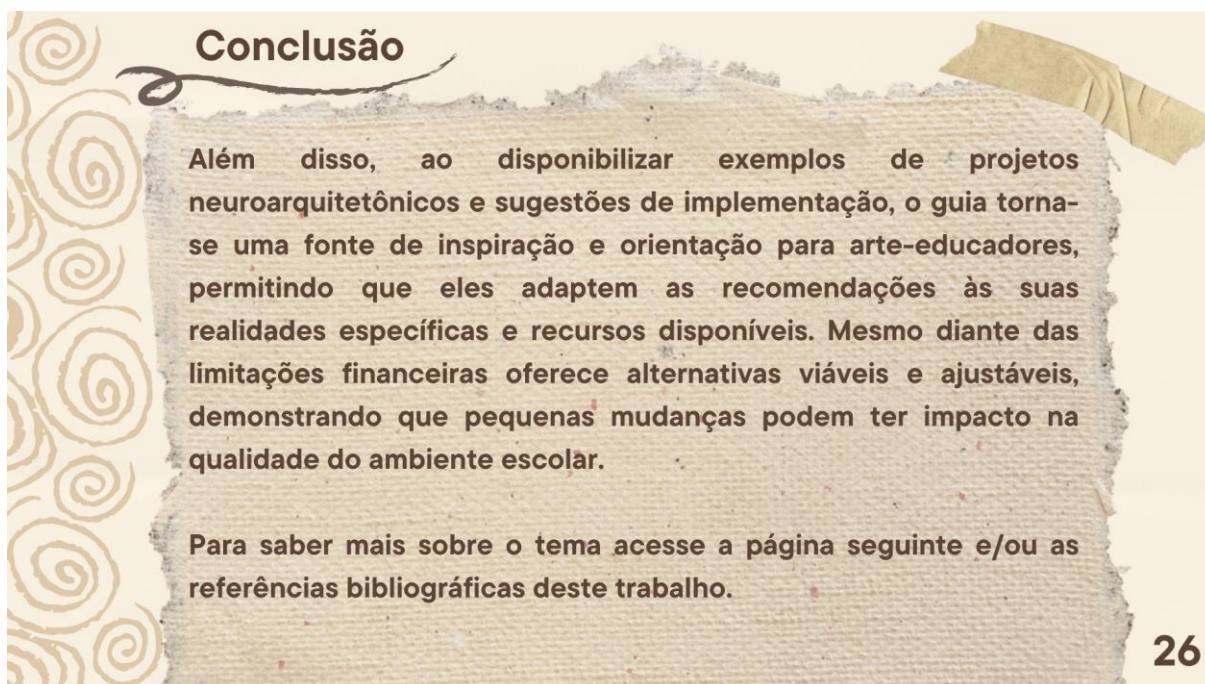 Conclusão
Além disso, ao disponibilizar exemplos de projetos
neuroarquitetônicos e sugestões de implementação, o guia torna-
se uma fonte de inspiração e orientação para arte-educadores,
permitindo que eles adaptem as recomendações às suas
realidades específicas e recursos disponíveis. Mesmo diante das
limitações financeiras oferece alternativas viáveis e ajustáveis,
demonstrando que pequenas mudanças podem ter impacto na
qualidade do ambiente escolar.
Para saber mais sobre o tema acesse a página seguinte e/ou as
referências bibliográficas deste trabalho.
26